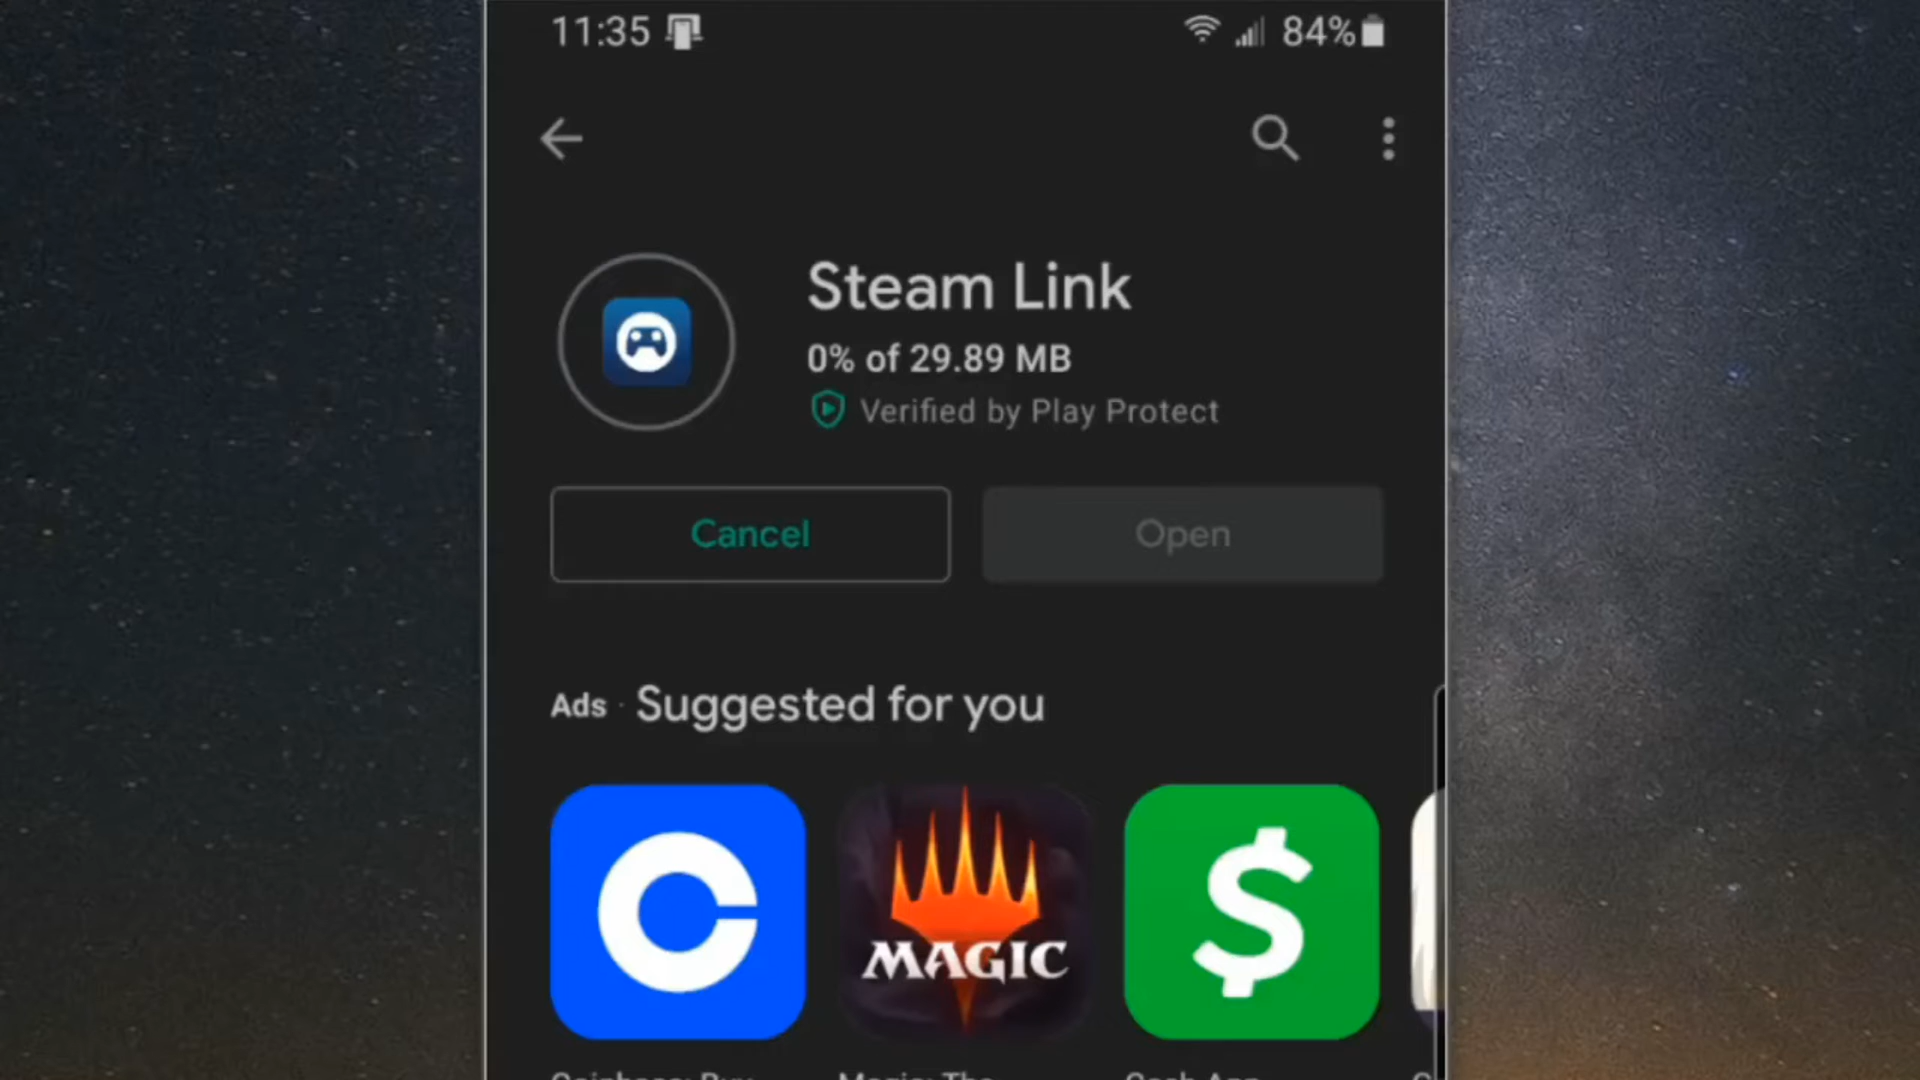 11:35
84%
Steam Link
0% of 29.89 MB
Verified by Play Protect
Cancel
Open
Ads · Suggested for you
MAGIC